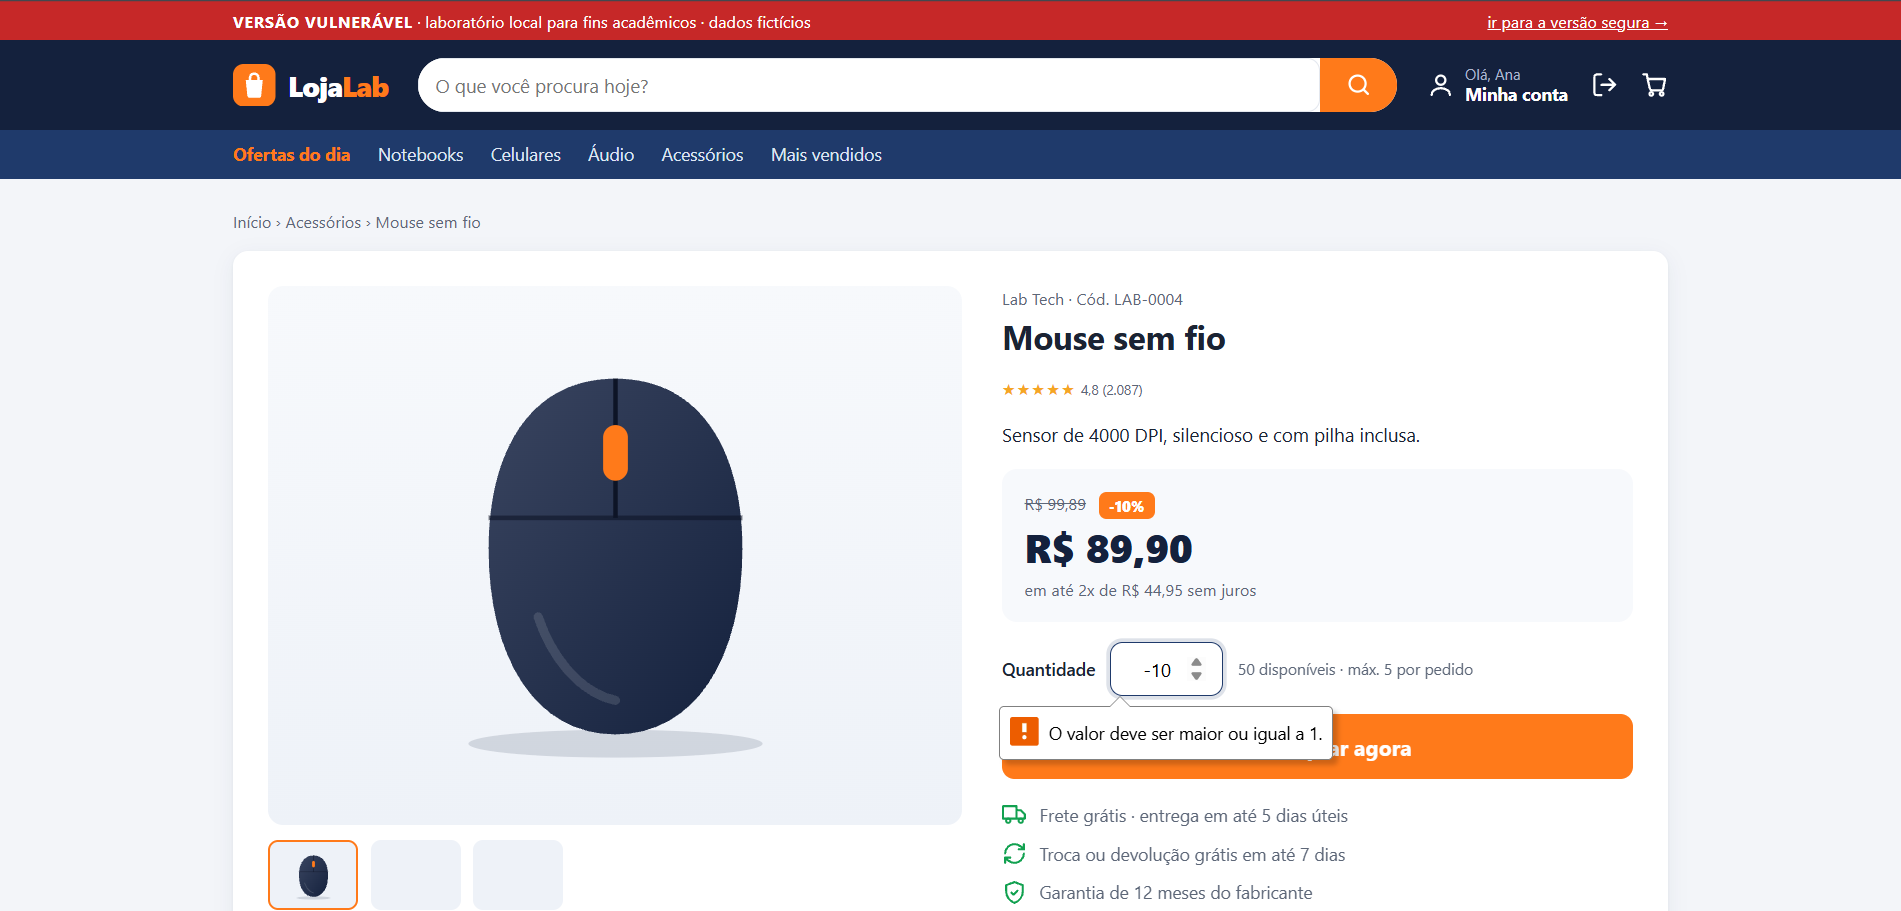 VERSÃO VULNERÁVEL · laboratório local para fins acadêmicos · dados fictícios
ir para a versão segura →
LojaLab
O que você procura hoje?
Olá, Ana
Minha conta
Ofertas do dia
Notebooks
Celulares
Áudio
Acessórios
Mais vendidos
Início › Acessórios › Mouse sem fio
Lab Tech · Cód. LAB-0004
Mouse sem fio
★★★★★ 4,8 (2.087)
Sensor de 4000 DPI, silencioso e com pilha inclusa.
R$ 99,89
-10%
R$ 89,90
em até 2x de R$ 44,95 sem juros
Quantidade
-10
50 disponíveis · máx. 5 por pedido
O valor deve ser maior ou igual a 1.
agora
Frete grátis · entrega em até 5 dias úteis
Troca ou devolução grátis em até 7 dias
Garantia de 12 meses do fabricante